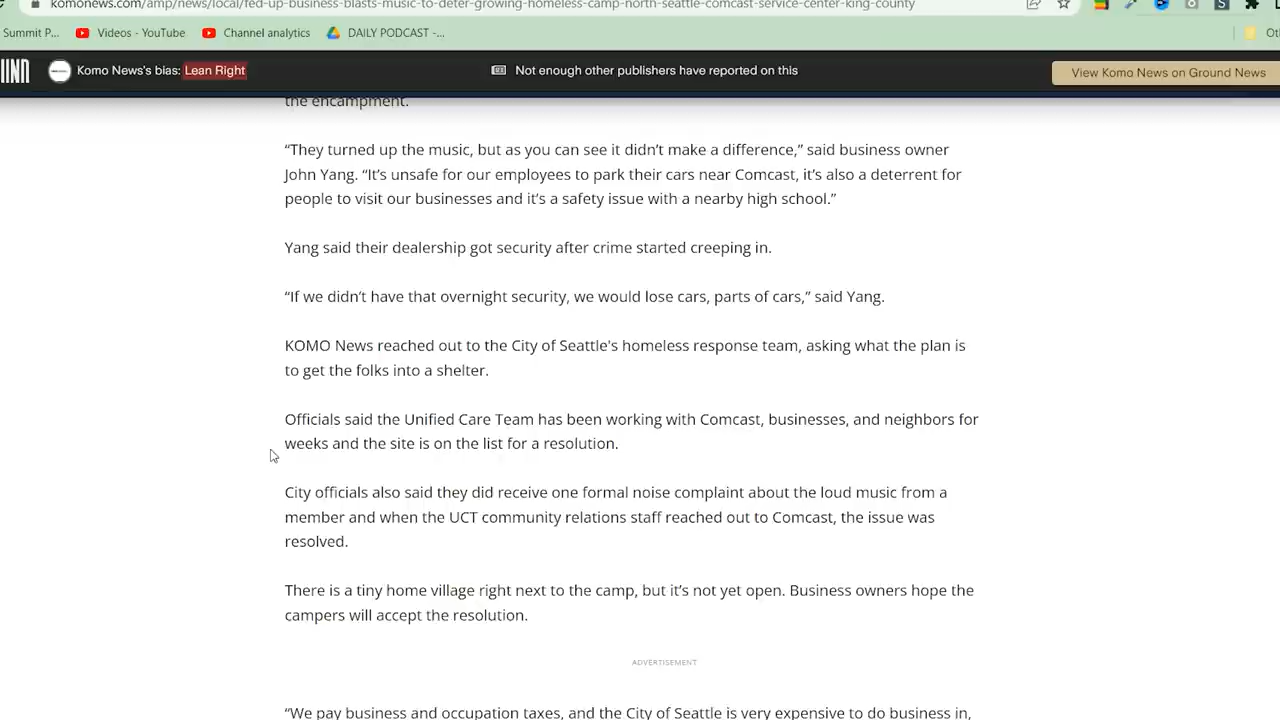 komonews.com/amp/news/local/fed-up-business-blasts-music-to-deter-growing-homeless-camp-north-seattle-comcast-service-center-king-county
Summit P... Videos - YouTube Channel analytics DAILY PODCAST -...
Komo News's bias: Lean Right Not enough other publishers have reported on this View Komo News on Ground News
the encampment.
“They turned up the music, but as you can see it didn’t make a difference,” said business owner
John Yang. “It’s unsafe for our employees to park their cars near Comcast, it’s also a deterrent for
people to visit our businesses and it’s a safety issue with a nearby high school.”
Yang said their dealership got security after crime started creeping in.
“If we didn’t have that overnight security, we would lose cars, parts of cars,” said Yang.
KOMO News reached out to the City of Seattle's homeless response team, asking what the plan is
to get the folks into a shelter.
Officials said the Unified Care Team has been working with Comcast, businesses, and neighbors for
weeks and the site is on the list for a resolution.
City officials also said they did receive one formal noise complaint about the loud music from a
member and when the UCT community relations staff reached out to Comcast, the issue was
resolved.
There is a tiny home village right next to the camp, but it’s not yet open. Business owners hope the
campers will accept the resolution.
ADVERTISEMENT
“We pay business and occupation taxes, and the City of Seattle is very expensive to do business in,